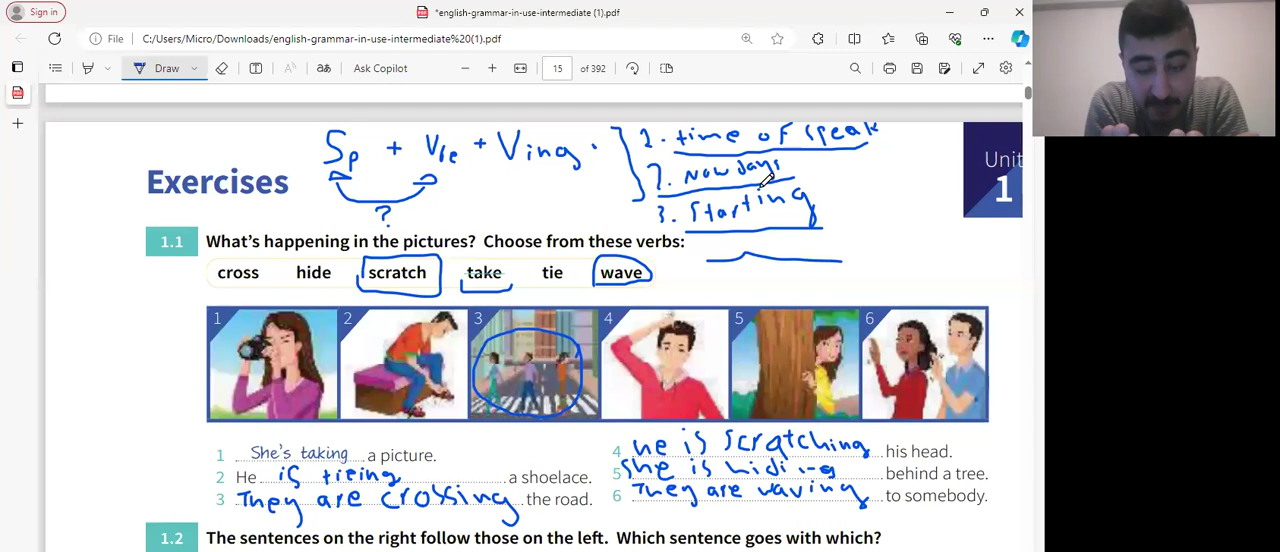 Sign in
*english-grammar-in-use-intermediate (1).pdf
File
C:/Users/Micro/Downloads/english-grammar-in-use-intermediate%20(1).pdf
Draw
Ask Copilot
15 of 392
Sp + Vbe + Ving.
?
1. time of speak
2. Nowdays
3. Starting
Exercises
Unit
1
1.1 What's happening in the pictures? Choose from these verbs:
cross hide scratch take tie wave
1 2 3 4 5 6
1 She's taking a picture.
2 He is tieing a shoelace.
3 They are crossing the road.
4 he is scratching his head.
5 she is hiding behind a tree.
6 They are waving to somebody.
1.2 The sentences on the right follow those on the left. Which sentence goes with which?